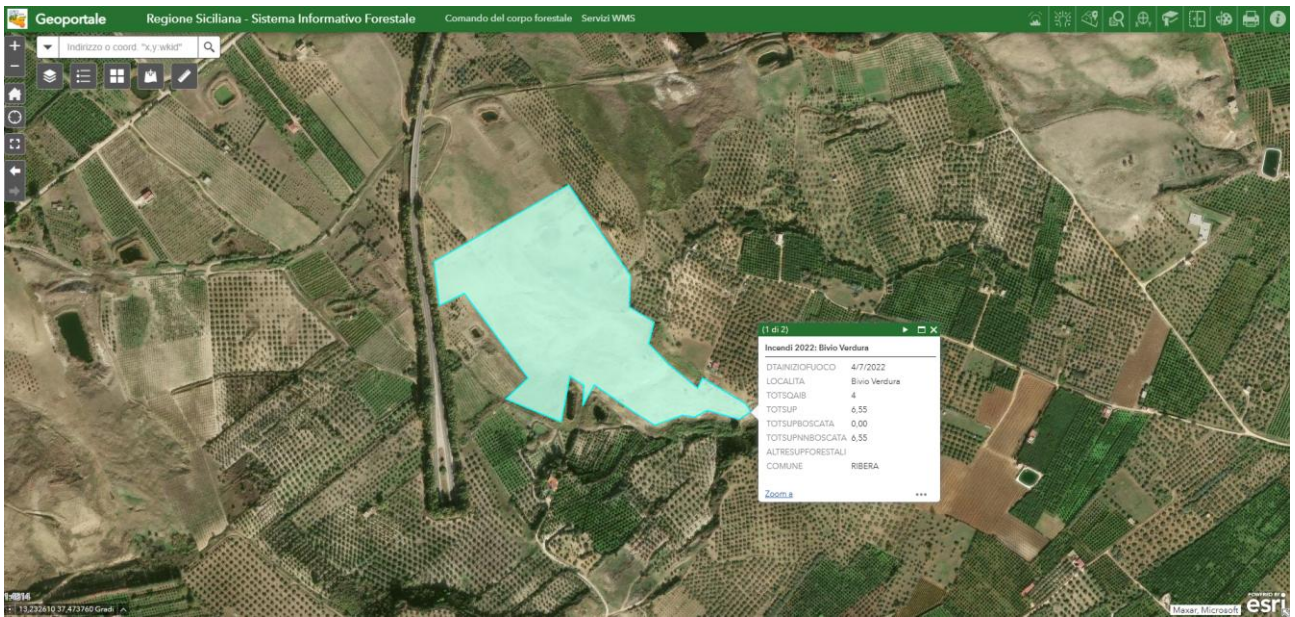 Geoportale Regione Siciliana - Sistema Informativo Forestale Comando del corpo forestale Servizi WMS
Indirizzo o coord. "x,y:wkid"
(1 di 2)
Incendi 2022: Bivio Verdura
DTAINIZIOFUOCO 4/7/2022
LOCALITA Bivio Verdura
TOTSQAIB 4
TOTSUP 6,55
TOTSUPBOSCATA 0,00
TOTSUPNNBOSCATA 6,55
ALTRESUPFORESTALI
COMUNE RIBERA
Zoom a
13,232610 37,473760 Gradi
Maxar, Microsoft
POWERED BY
esri